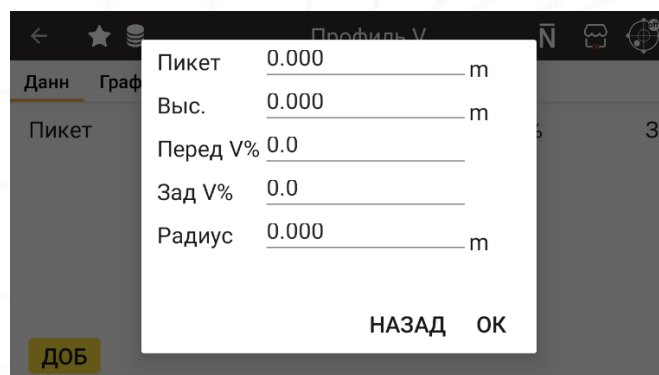 Профиль V
N
off
Данн Граф
Пикет
З
Пикет 0.000 m
Выс. 0.000 m
Перед V% 0.0
Зад V% 0.0
Радиус 0.000 m
НАЗАД OK
ДОБ